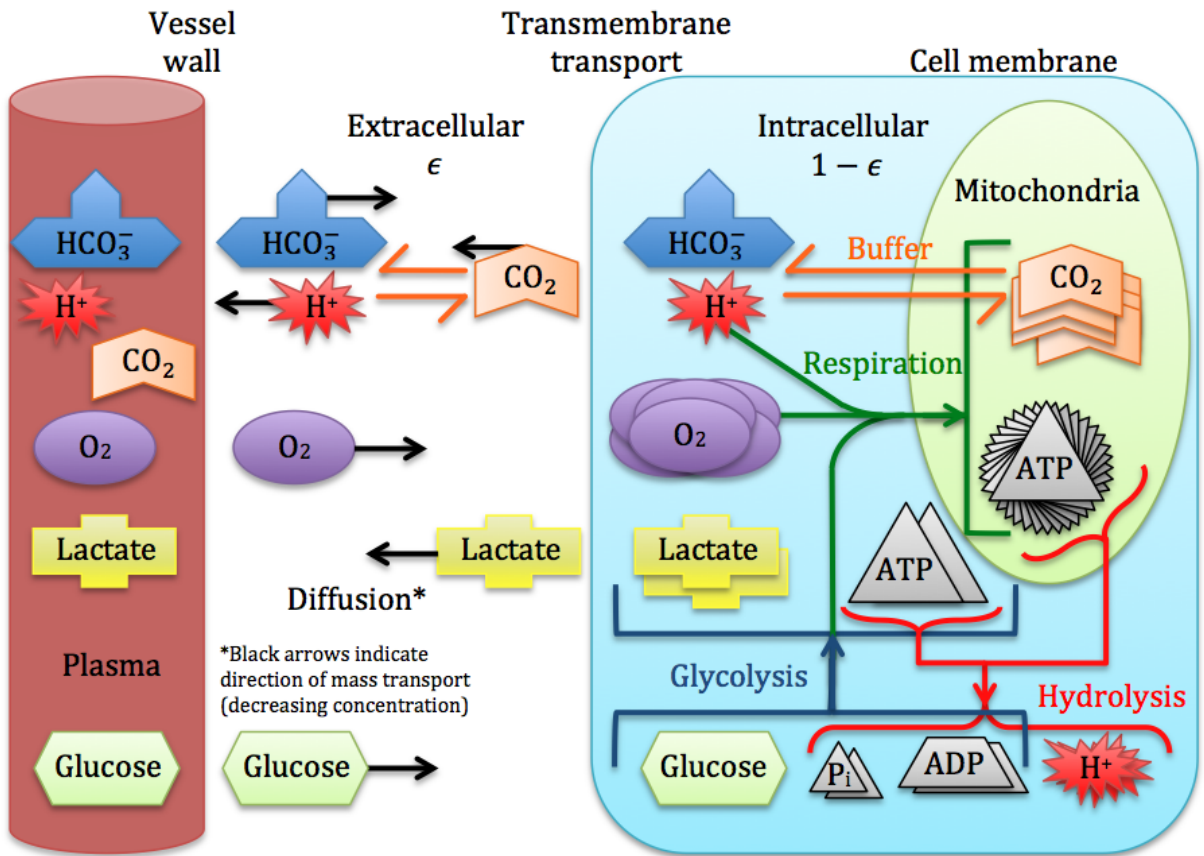 Vessel
wall
Transmembrane
transport
Cell membrane
Extracellular
ϵ
Intracellular
1 − ϵ
Mitochondria
HCO₃⁻
HCO₃⁻
HCO₃⁻
Buffer
CO₂
CO₂
H⁺
H⁺
H⁺
CO₂
Respiration
O₂
O₂
O₂
ATP
Lactate
Lactate
Lactate
ATP
Diffusion*
Plasma
*Black arrows indicate
direction of mass transport
(decreasing concentration)
Glycolysis
Hydrolysis
Glucose
Glucose
Glucose
Pᵢ
ADP
H⁺